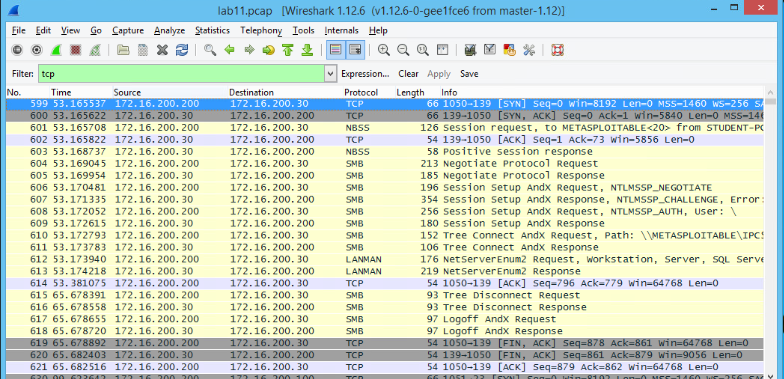 lab11.pcap [Wireshark 1.12.6 (v1.12.6-0-gee1fce6 from master-1.12)]
File Edit View Go Capture Analyze Statistics Telephony Tools Internals Help
Filter: tcp Expression... Clear Apply Save
No. Time Source Destination Protocol Length Info
599 53.165537 172.16.200.200 172.16.200.30 TCP 66 1050→139 [SYN] Seq=0 Win=8192 Len=0 MSS=1460 WS=256 SA
600 53.165622 172.16.200.30 172.16.200.200 TCP 66 139→1050 [SYN, ACK] Seq=0 Ack=1 Win=5840 Len=0 MSS=146
601 53.165708 172.16.200.200 172.16.200.30 NBSS 126 Session request, to METASPLOITABLE<20> from STUDENT-PC
602 53.165822 172.16.200.30 172.16.200.200 TCP 54 139→1050 [ACK] Seq=1 Ack=73 Win=5856 Len=0
603 53.168737 172.16.200.30 172.16.200.200 NBSS 58 Positive session response
604 53.169045 172.16.200.200 172.16.200.30 SMB 213 Negotiate Protocol Request
605 53.169954 172.16.200.30 172.16.200.200 SMB 185 Negotiate Protocol Response
606 53.170481 172.16.200.200 172.16.200.30 SMB 196 Session Setup AndX Request, NTLMSSP_NEGOTIATE
607 53.171335 172.16.200.30 172.16.200.200 SMB 354 Session Setup AndX Response, NTLMSSP_CHALLENGE, Error:
608 53.172052 172.16.200.200 172.16.200.30 SMB 256 Session Setup AndX Request, NTLMSSP_AUTH, User: \
609 53.172615 172.16.200.30 172.16.200.200 SMB 180 Session Setup AndX Response
610 53.172793 172.16.200.200 172.16.200.30 SMB 152 Tree Connect AndX Request, Path: \\METASPLOITABLE\IPC$
611 53.173783 172.16.200.30 172.16.200.200 SMB 106 Tree Connect AndX Response
612 53.173940 172.16.200.200 172.16.200.30 LANMAN 176 NetServerEnum2 Request, Workstation, Server, SQL Serve
613 53.174218 172.16.200.30 172.16.200.200 LANMAN 219 NetServerEnum2 Response
614 53.381075 172.16.200.200 172.16.200.30 TCP 54 1050→139 [ACK] Seq=796 Ack=779 Win=64768 Len=0
615 65.678391 172.16.200.200 172.16.200.30 SMB 93 Tree Disconnect Request
616 65.678558 172.16.200.30 172.16.200.200 SMB 93 Tree Disconnect Response
617 65.678655 172.16.200.200 172.16.200.30 SMB 97 Logoff AndX Request
618 65.678720 172.16.200.30 172.16.200.200 SMB 97 Logoff AndX Response
619 65.678892 172.16.200.200 172.16.200.30 TCP 54 1050→139 [FIN, ACK] Seq=878 Ack=861 Win=64768 Len=0
620 65.682403 172.16.200.30 172.16.200.200 TCP 54 139→1050 [FIN, ACK] Seq=861 Ack=879 Win=9056 Len=0
621 65.682516 172.16.200.200 172.16.200.30 TCP 54 1050→139 [ACK] Seq=879 Ack=862 Win=64768 Len=0